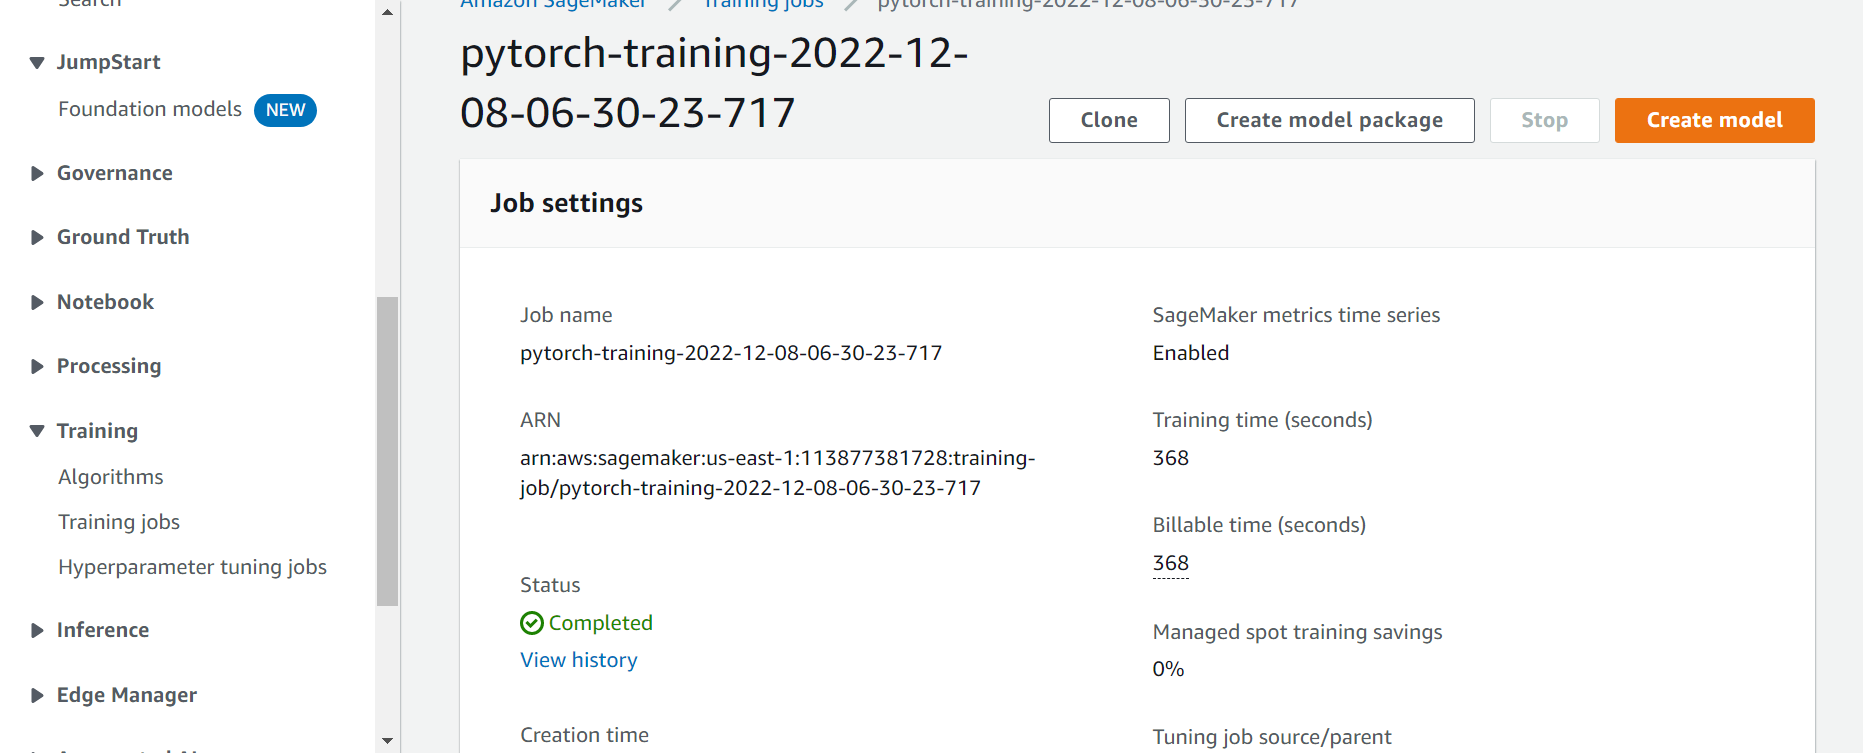 Search
JumpStart
Foundation models NEW
Governance
Ground Truth
Notebook
Processing
Training
Algorithms
Training jobs
Hyperparameter tuning jobs
Inference
Edge Manager
Amazon SageMaker / Training jobs / pytorch-training-2022-12-08-06-30-23-717
pytorch-training-2022-12-
08-06-30-23-717
Clone
Create model package
Stop
Create model
Job settings
Job name
pytorch-training-2022-12-08-06-30-23-717
ARN
arn:aws:sagemaker:us-east-1:113877381728:training-
job/pytorch-training-2022-12-08-06-30-23-717
Status
Completed
View history
Creation time
SageMaker metrics time series
Enabled
Training time (seconds)
368
Billable time (seconds)
368
Managed spot training savings
0%
Tuning job source/parent